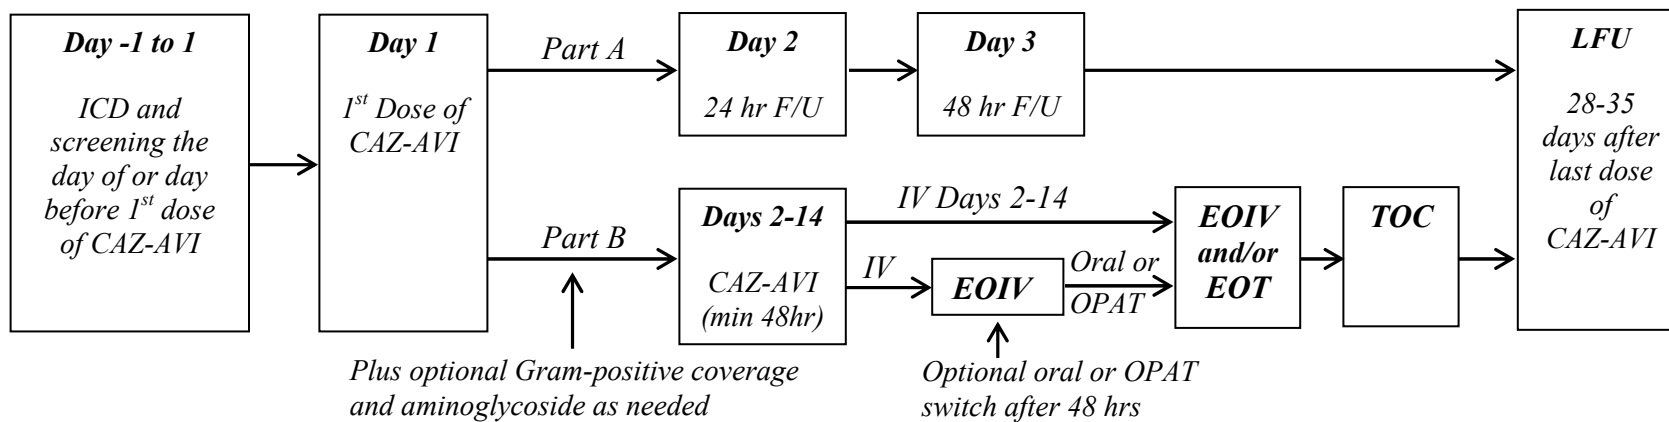 Day -1 to 1
ICD and
screening the
day of or day
before 1st dose
of CAZ-AVI
Day 1
1st Dose of
CAZ-AVI
Part A
Day 2
24 hr F/U
Day 3
48 hr F/U
Part B
Plus optional Gram-positive coverage
and aminoglycoside as needed
Days 2-14
CAZ-AVI
(min 48hr)
IV Days 2-14
IV
EOIV
Oral or
OPAT
Optional oral or OPAT
switch after 48 hrs
EOIV
and/or
EOT
TOC
LFU
28-35
days after
last dose
of
CAZ-AVI